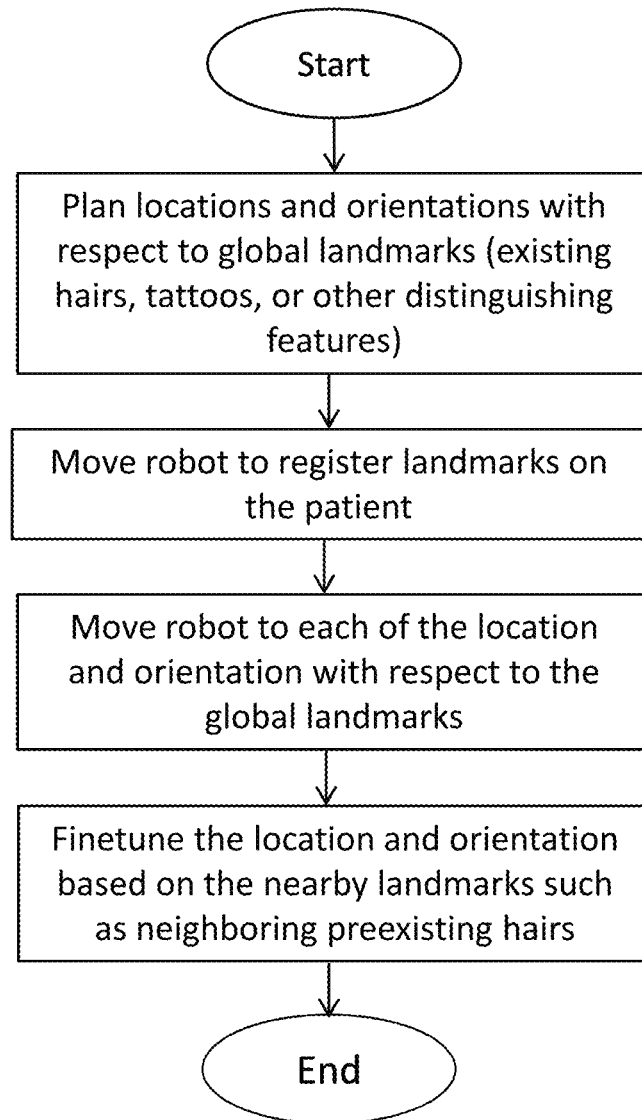 Start
Plan locations and orientations with
respect to global landmarks (existing
hairs, tattoos, or other distinguishing
features)
Move robot to register landmarks on
the patient
Move robot to each of the location
and orientation with respect to the
global landmarks
Finetune the location and orientation
based on the nearby landmarks such
as neighboring preexisting hairs
End